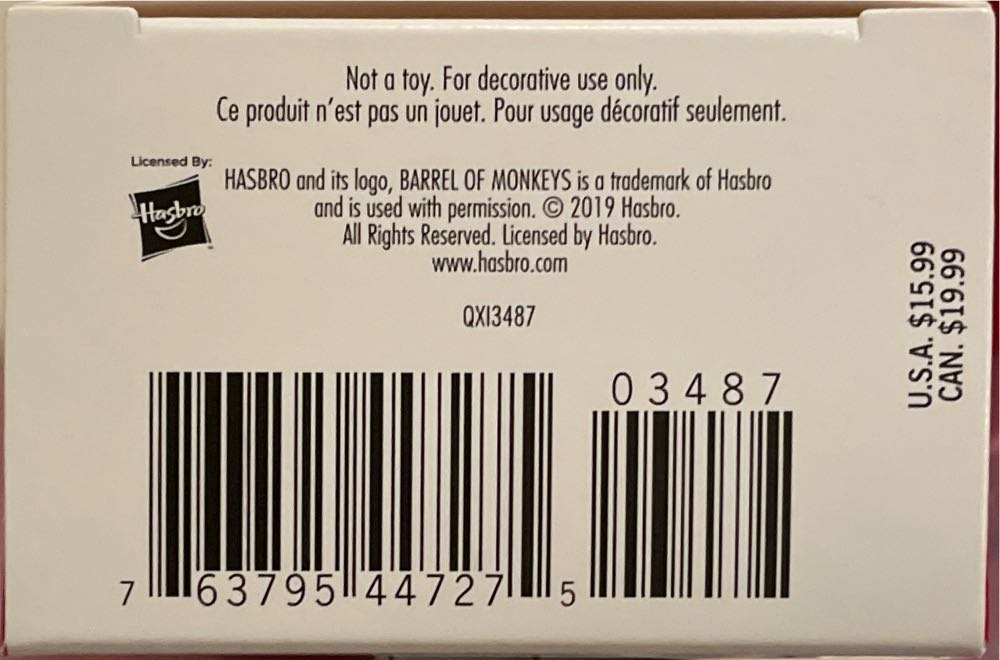 Not a toy. For decorative use only.
Ce produit n'est pas un jouet. Pour usage décoratif seulement.
Licensed By:
Hasbro
HASBRO and its logo, BARREL OF MONKEYS is a trademark of Hasbro
and is used with permission. © 2019 Hasbro.
All Rights Reserved. Licensed by Hasbro.
www.hasbro.com
QXI3487
U.S.A. $15.99
CAN. $19.99
03487
7 63795 44727 5